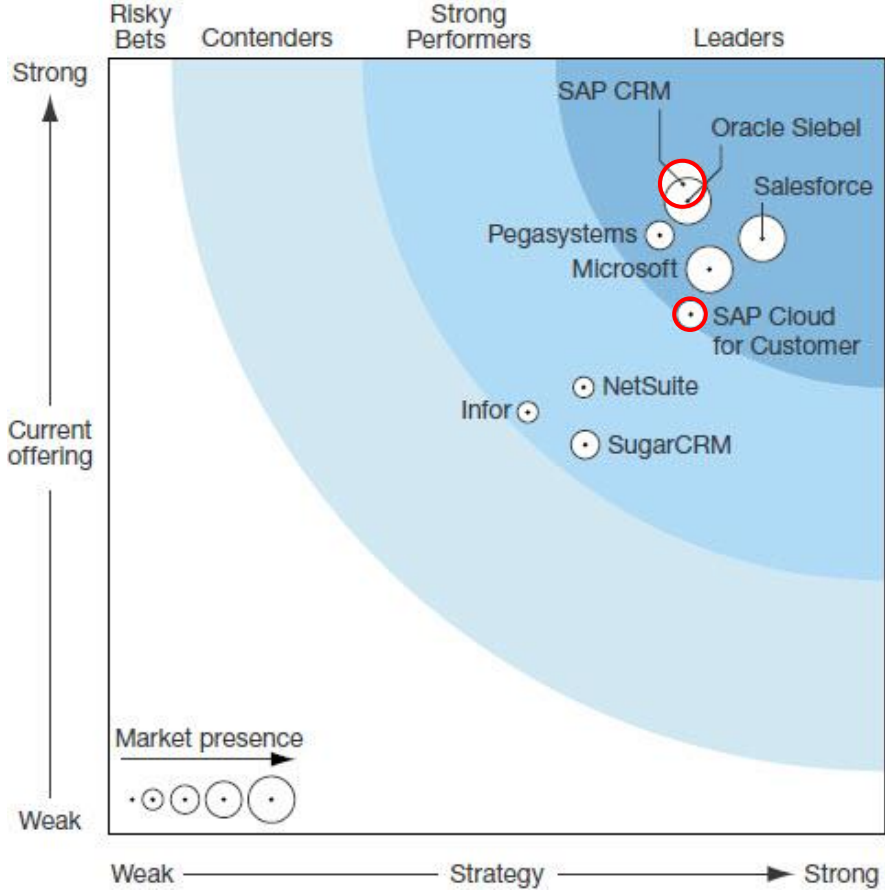 Risky
Bets
Contenders
Strong
Performers
Leaders
Strong
SAP CRM
Oracle Siebel
Salesforce
Pegasystems
Microsoft
SAP Cloud
for Customer
NetSuite
Infor
SugarCRM
Current
offering
Market presence
Weak
Weak
Strategy
Strong